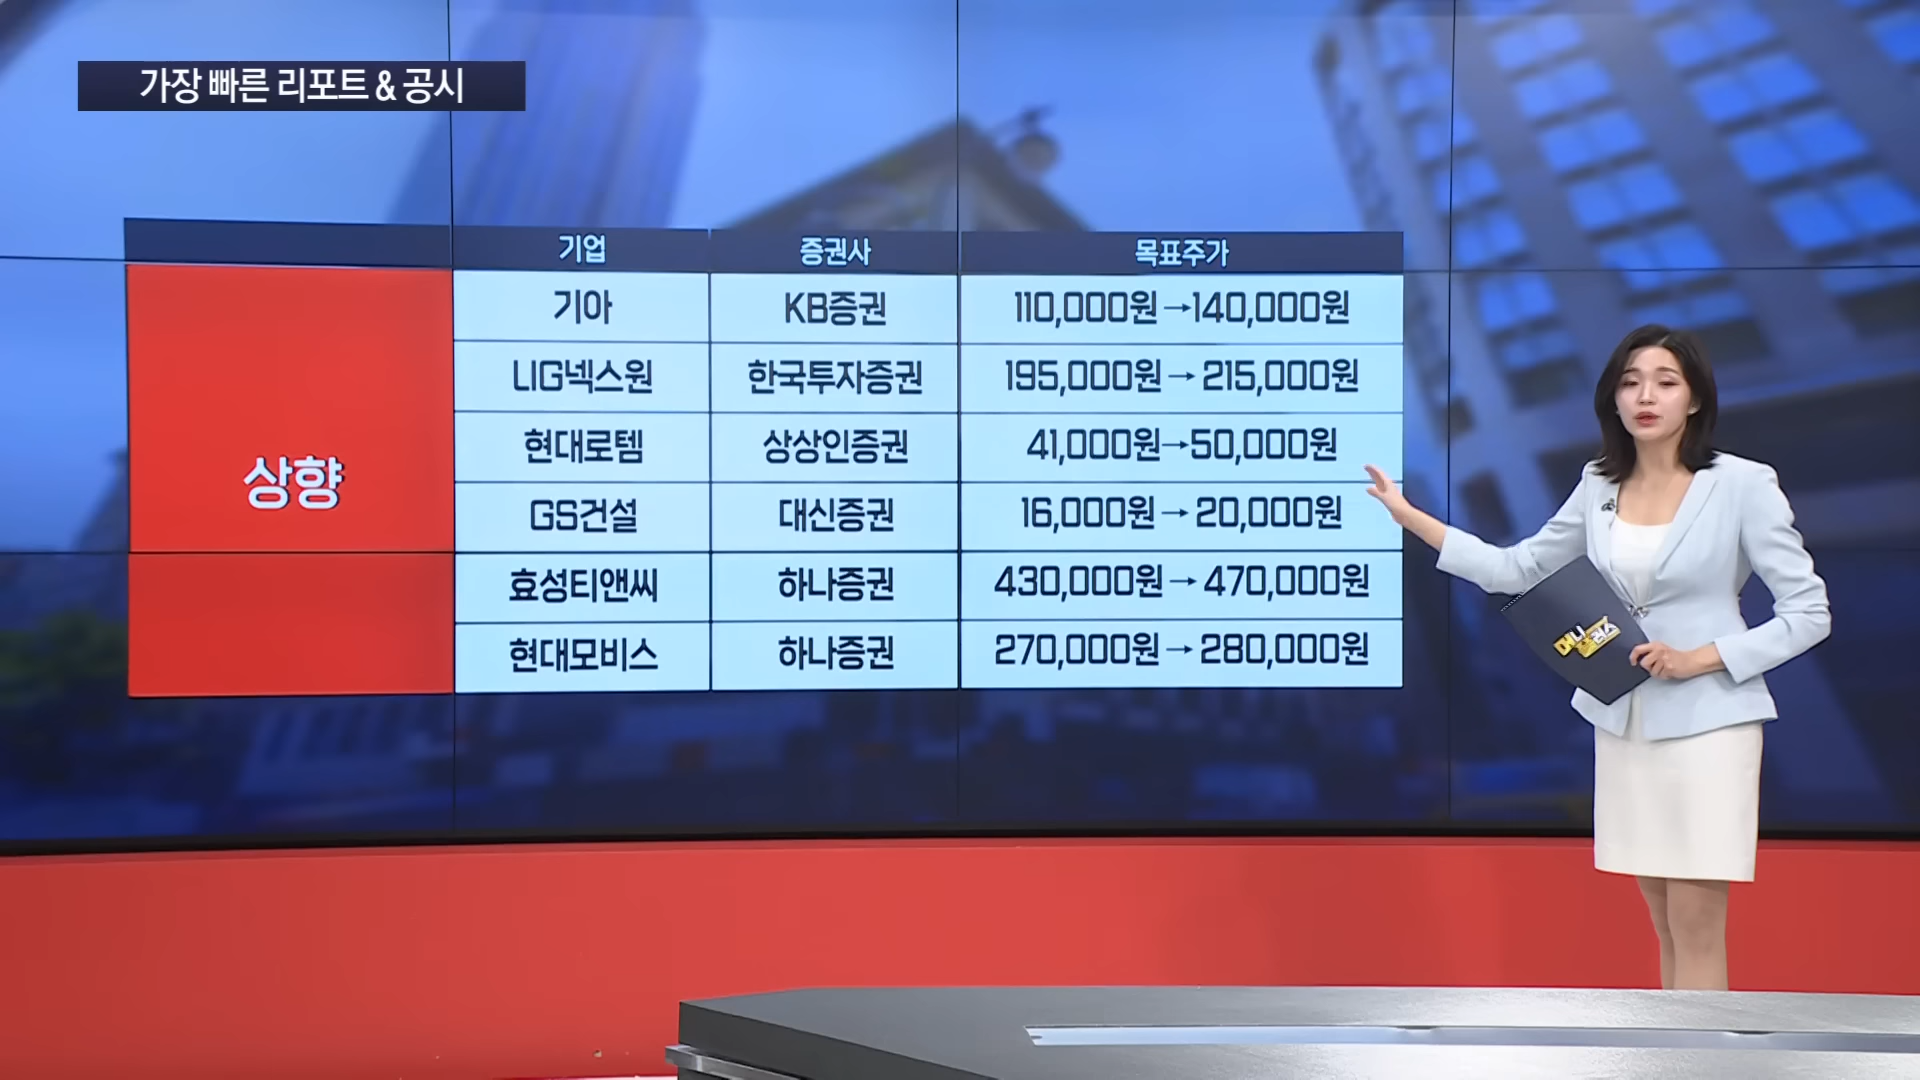 가장 빠른 리포트 & 공시
기업 증권사 목표주가
상향
기아 KB증권 110,000원→140,000원
LIG넥스원 한국투자증권 195,000원→215,000원
현대로템 상상인증권 41,000원→50,000원
GS건설 대신증권 16,000원→20,000원
효성티앤씨 하나증권 430,000원→470,000원
현대모비스 하나증권 270,000원→280,000원
머니플러스